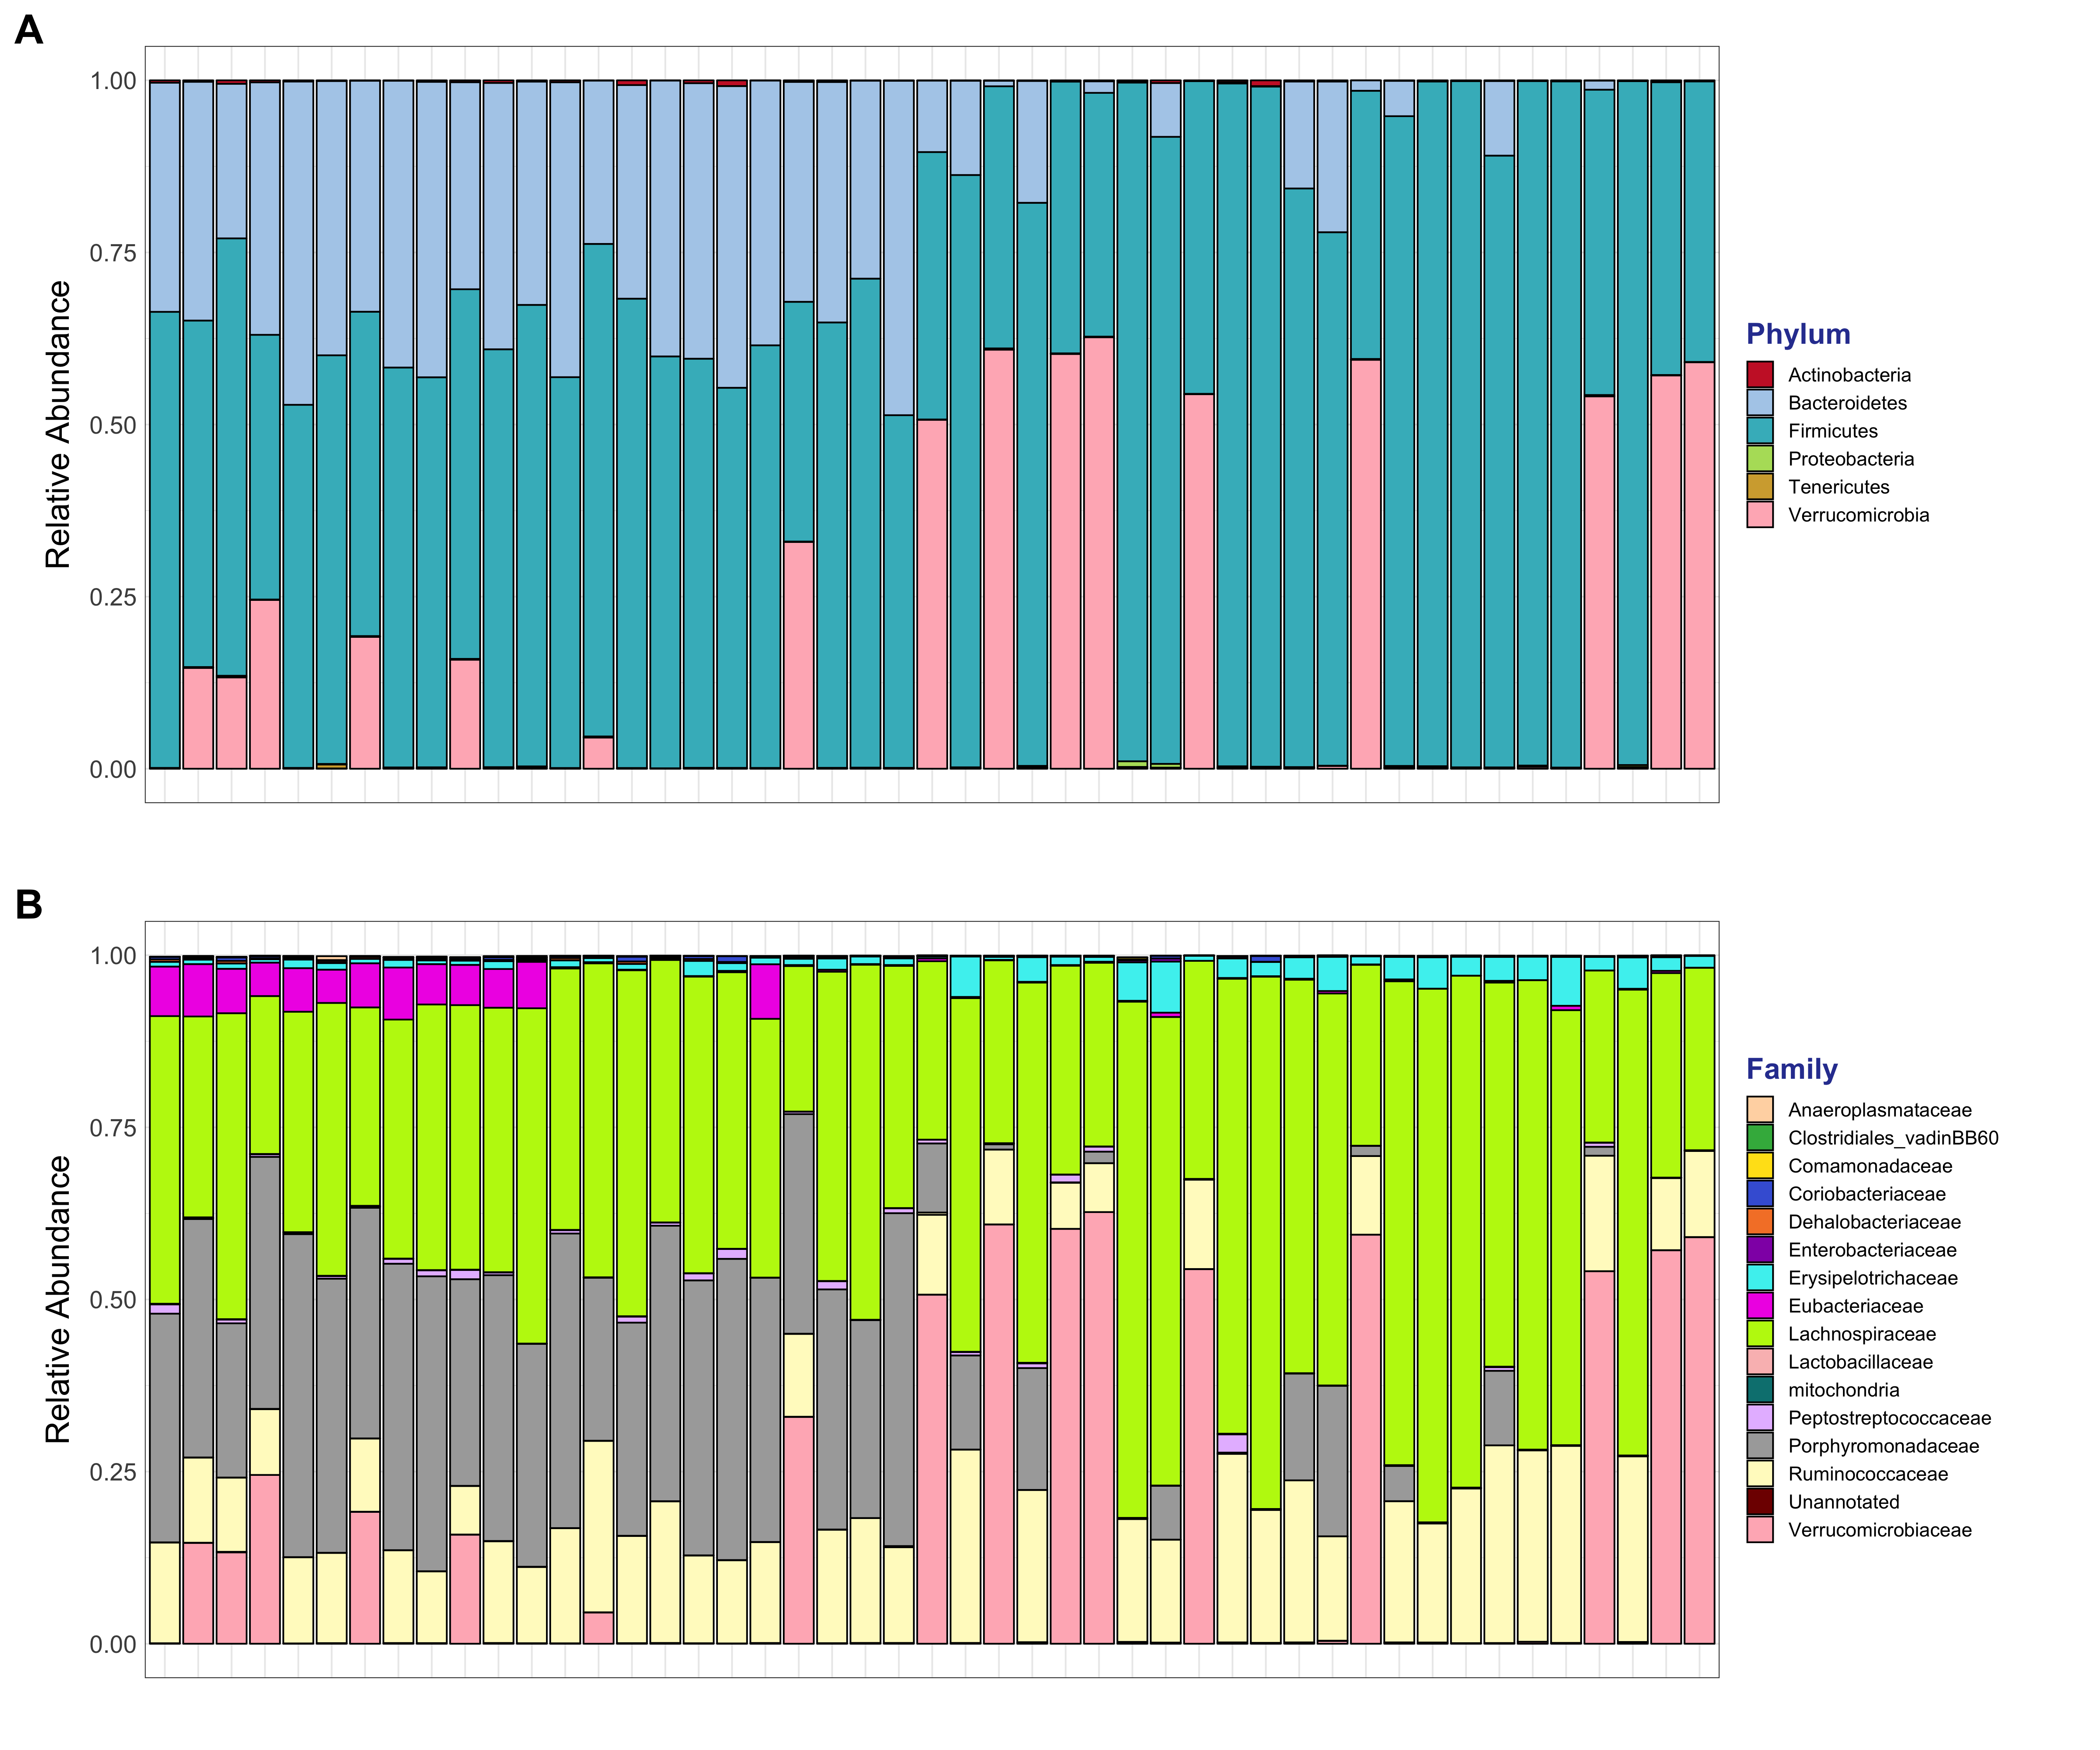 A
1.00
0.75
0.50
0.25
0.00
Relative Abundance
Phylum
Actinobacteria
Bacteroidetes
Firmicutes
Proteobacteria
Tenericutes
Verrucomicrobia
B
1.00
0.75
0.50
0.25
0.00
Relative Abundance
Family
Anaeroplasmataceae
Clostridiales_vadinBB60
Comamonadaceae
Coriobacteriaceae
Dehalobacteriaceae
Enterobacteriaceae
Erysipelotrichaceae
Eubacteriaceae
Lachnospiraceae
Lactobacillaceae
mitochondria
Peptostreptococcaceae
Porphyromonadaceae
Ruminococcaceae
Unannotated
Verrucomicrobiaceae